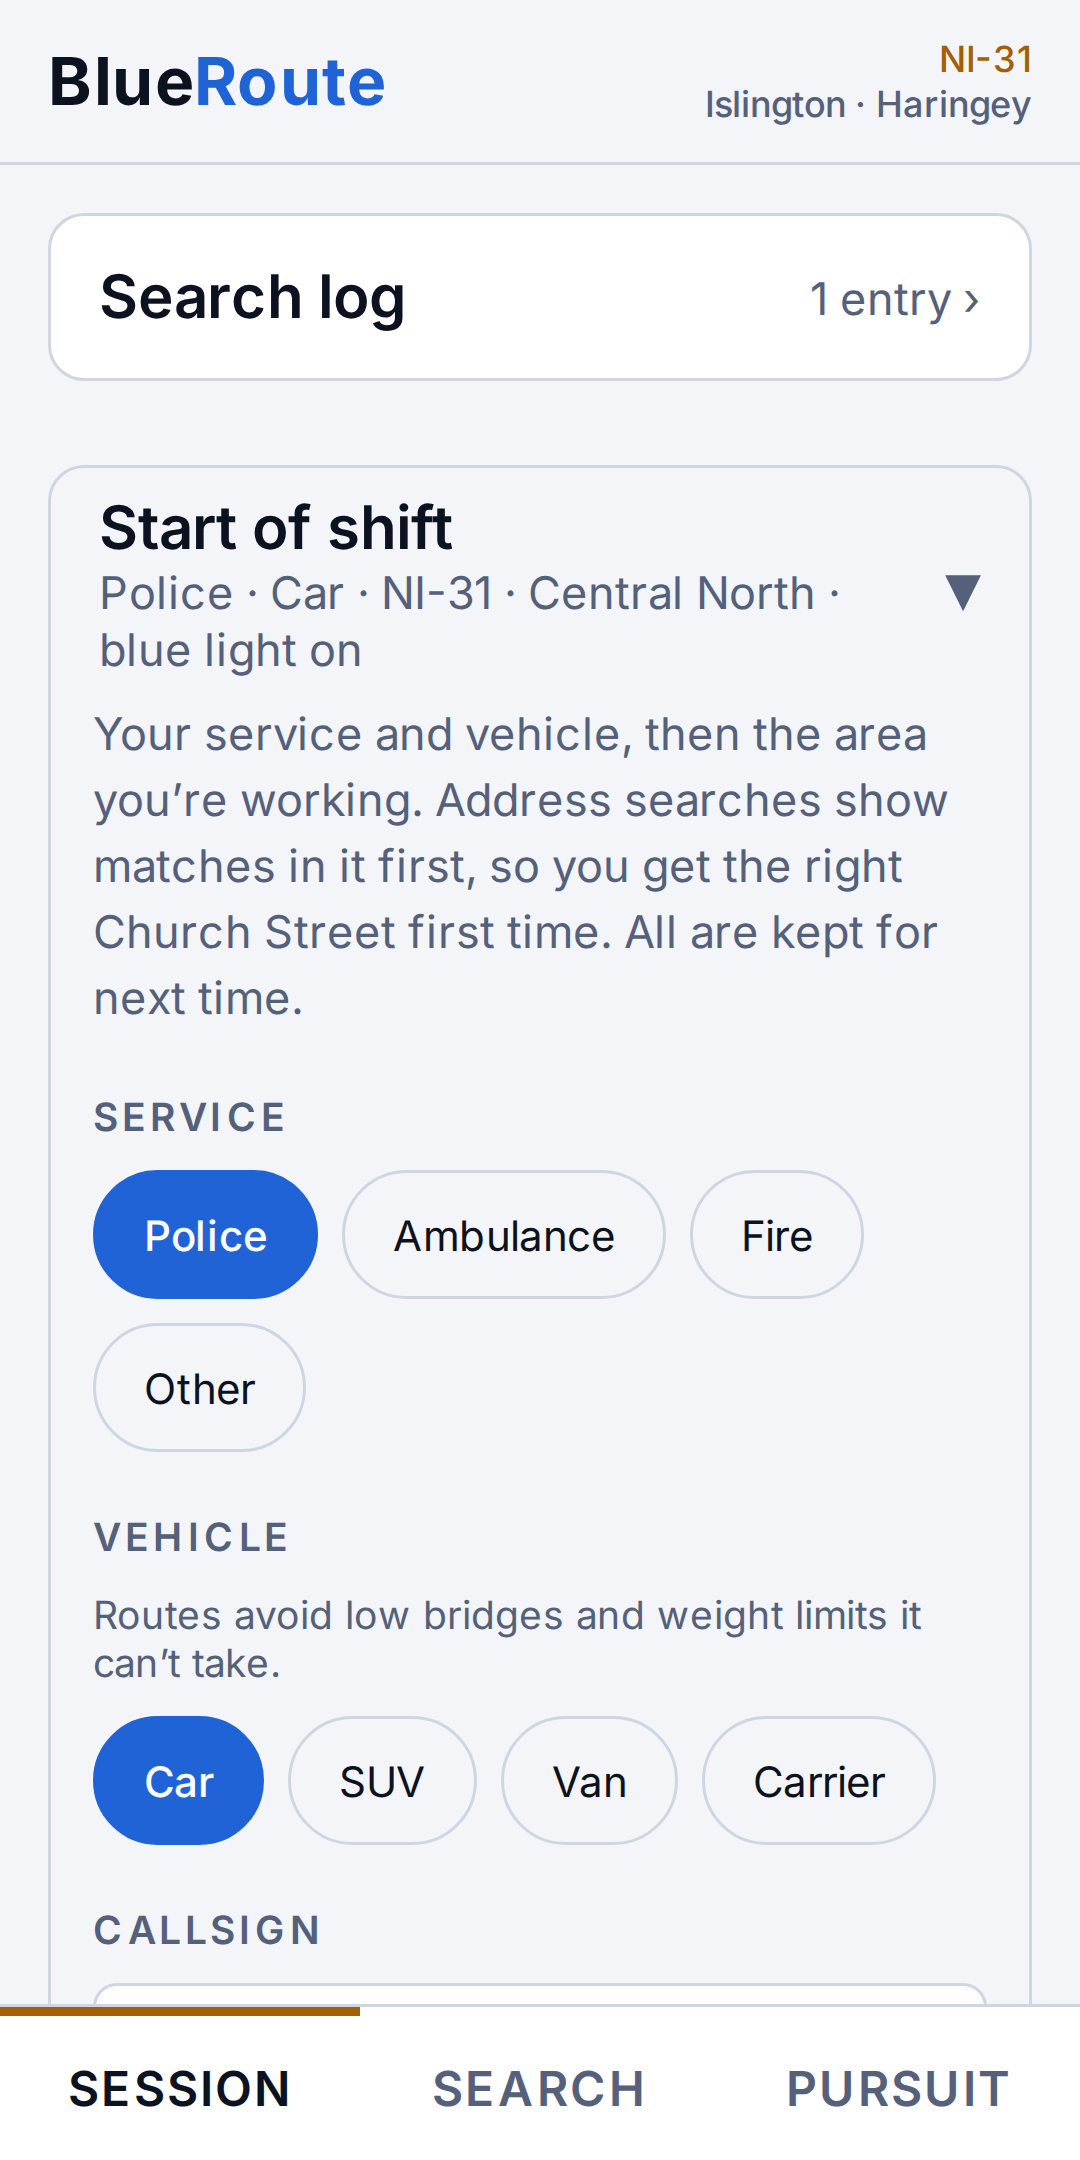 BlueRoute
NI-31
Islington · Haringey
Search log
1 entry ›
Start of shift
Police · Car · NI-31 · Central North ·
blue light on
▼
Your service and vehicle, then the area
you’re working. Address searches show
matches in it first, so you get the right
Church Street first time. All are kept for
next time.
SERVICE
Police
Ambulance
Fire
Other
VEHICLE
Routes avoid low bridges and weight limits it
can’t take.
Car
SUV
Van
Carrier
CALLSIGN
SESSION
SEARCH
PURSUIT